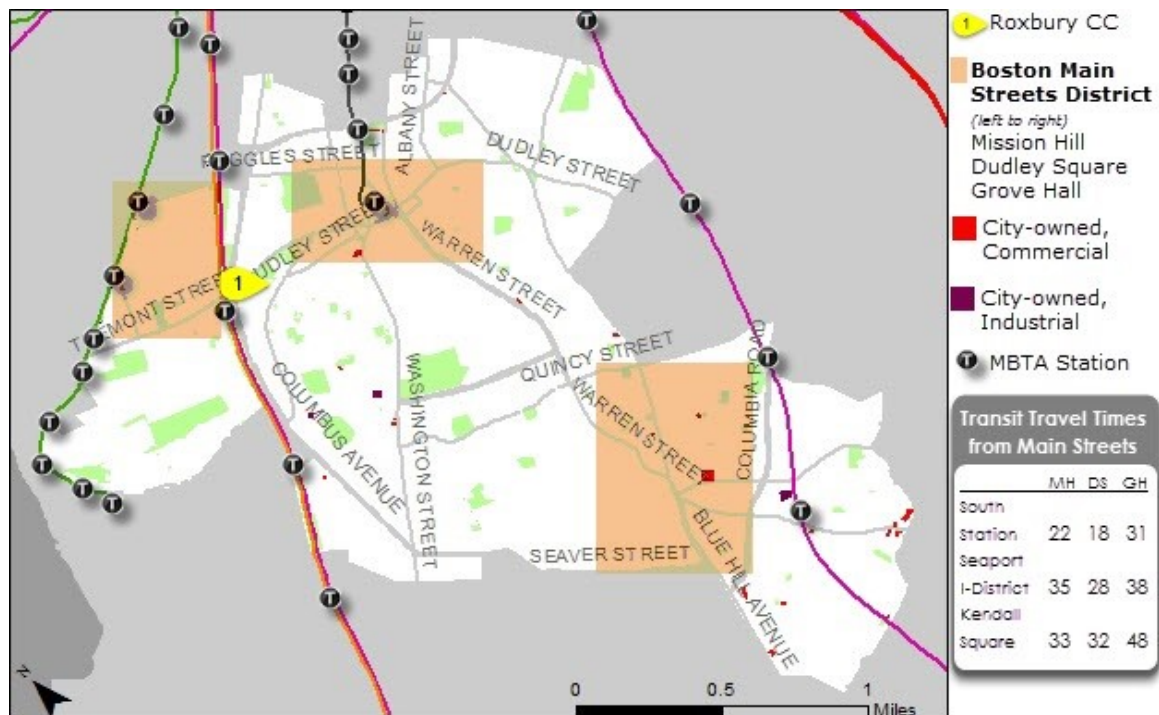 RUGGLES STREET
ALBANY STREET
DUDLEY STREET
DUDLEY STREET
WARREN STREET
TREMONT STREET
1
COLUMBUS AVENUE
WASHINGTON STREET
QUINCY STREET
WARREN STREET
COLUMBIA ROAD
SEAVER STREET
BLUE HILL AVENUE
N
0 0.5 1
Miles
1 Roxbury CC
Boston Main
Streets District
(left to right)
Mission Hill
Dudley Square
Grove Hall
City-owned,
Commercial
City-owned,
Industrial
T MBTA Station
Transit Travel Times
from Main Streets
MH DS GH
South
Station 22 18 31
Seaport
I-District 35 28 38
Kendall
Square 33 32 48